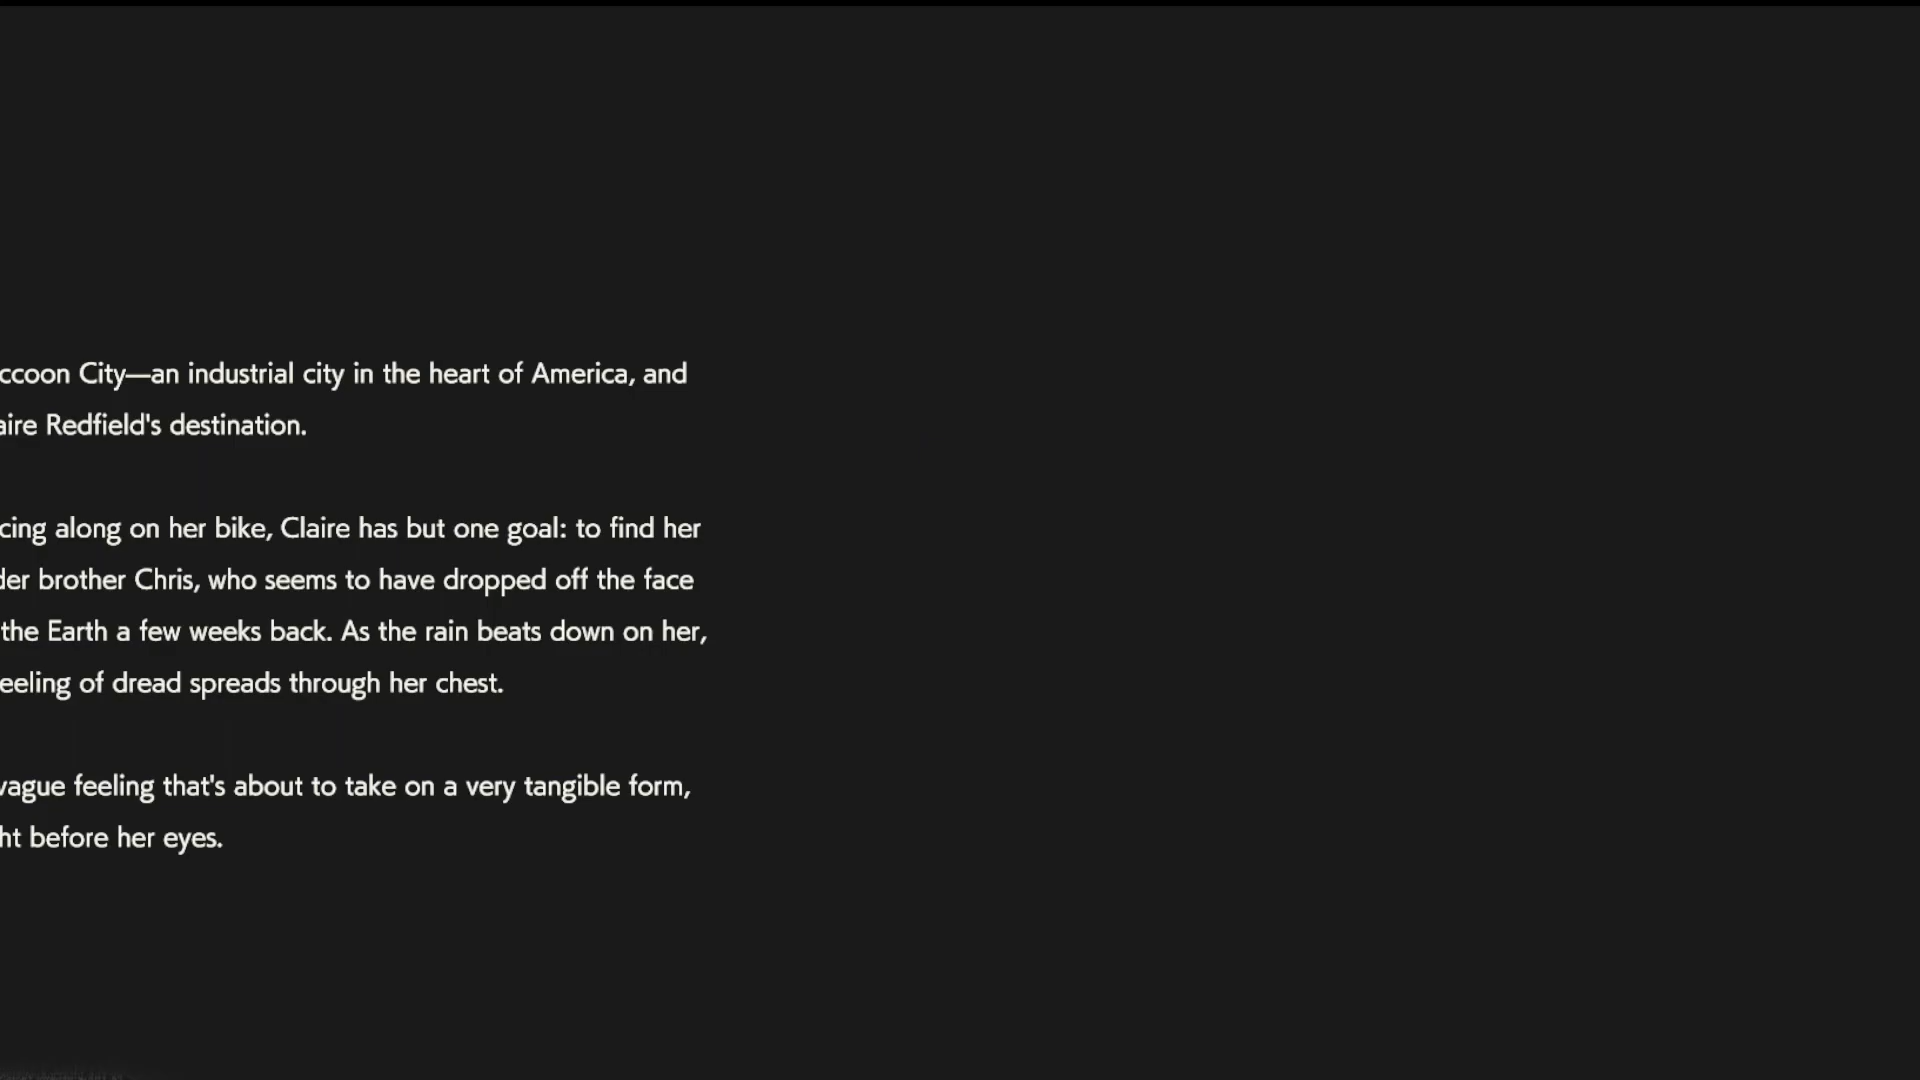 ccoon City—an industrial city in the heart of America, and
aire Redfield's destination.
cing along on her bike, Claire has but one goal: to find her
der brother Chris, who seems to have dropped off the face
the Earth a few weeks back. As the rain beats down on her,
eeling of dread spreads through her chest.
vague feeling that's about to take on a very tangible form,
ht before her eyes.